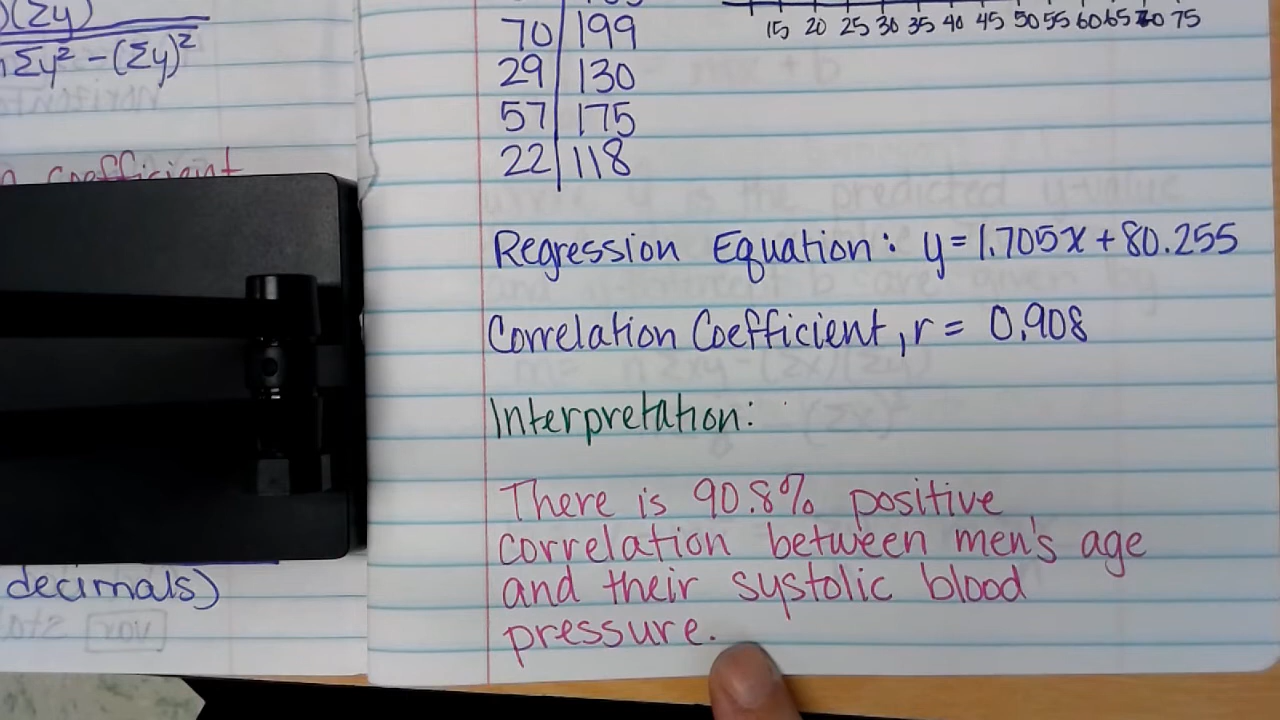 )(Σy)
nΣy² - (Σy)²
coefficient
decimals)
15 20 25 30 35 40 45 50 55 60 65 70 75
70 199
29 130
57 175
22 118
Regression Equation: y=1.705x+80.255
Correlation Coefficient, r = 0.908
Interpretation:
There is 90.8% positive
correlation between men's age
and their systolic blood
pressure.